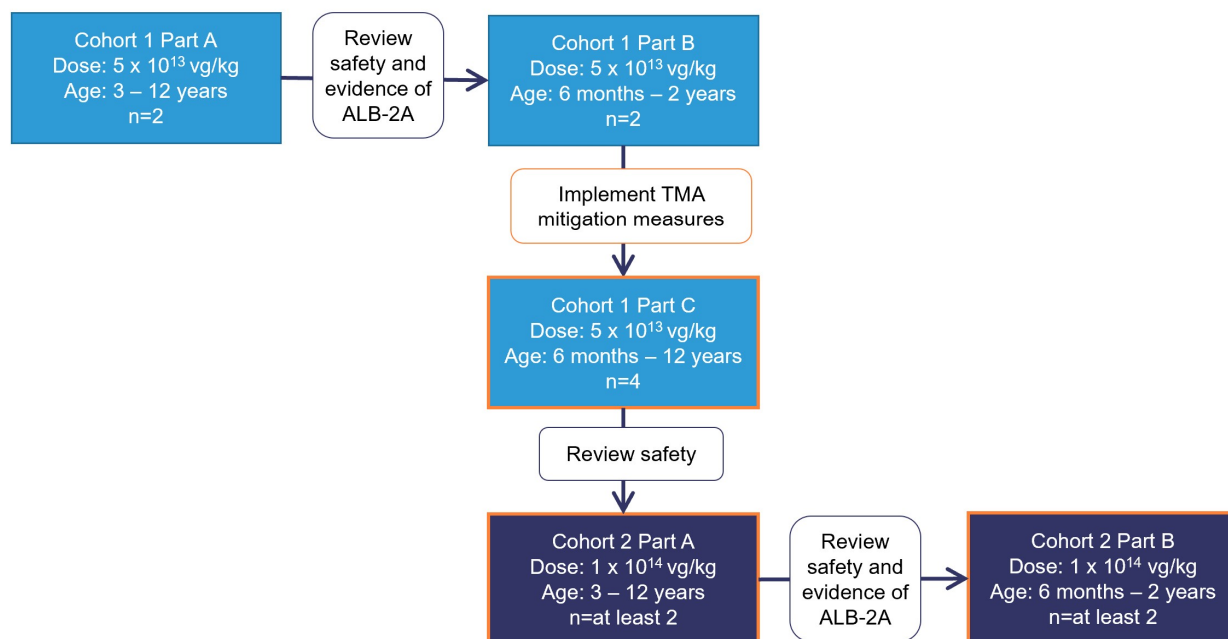 Cohort 1 Part A
Dose: 5 x 10¹³ vg/kg
Age: 3 – 12 years
n=2
Review
safety and
evidence of
ALB-2A
Cohort 1 Part B
Dose: 5 x 10¹³ vg/kg
Age: 6 months – 2 years
n=2
Implement TMA
mitigation measures
Cohort 1 Part C
Dose: 5 x 10¹³ vg/kg
Age: 6 months – 12 years
n=4
Review safety
Cohort 2 Part A
Dose: 1 x 10¹⁴ vg/kg
Age: 3 – 12 years
n=at least 2
Review
safety and
evidence of
ALB-2A
Cohort 2 Part B
Dose: 1 x 10¹⁴ vg/kg
Age: 6 months – 2 years
n=at least 2